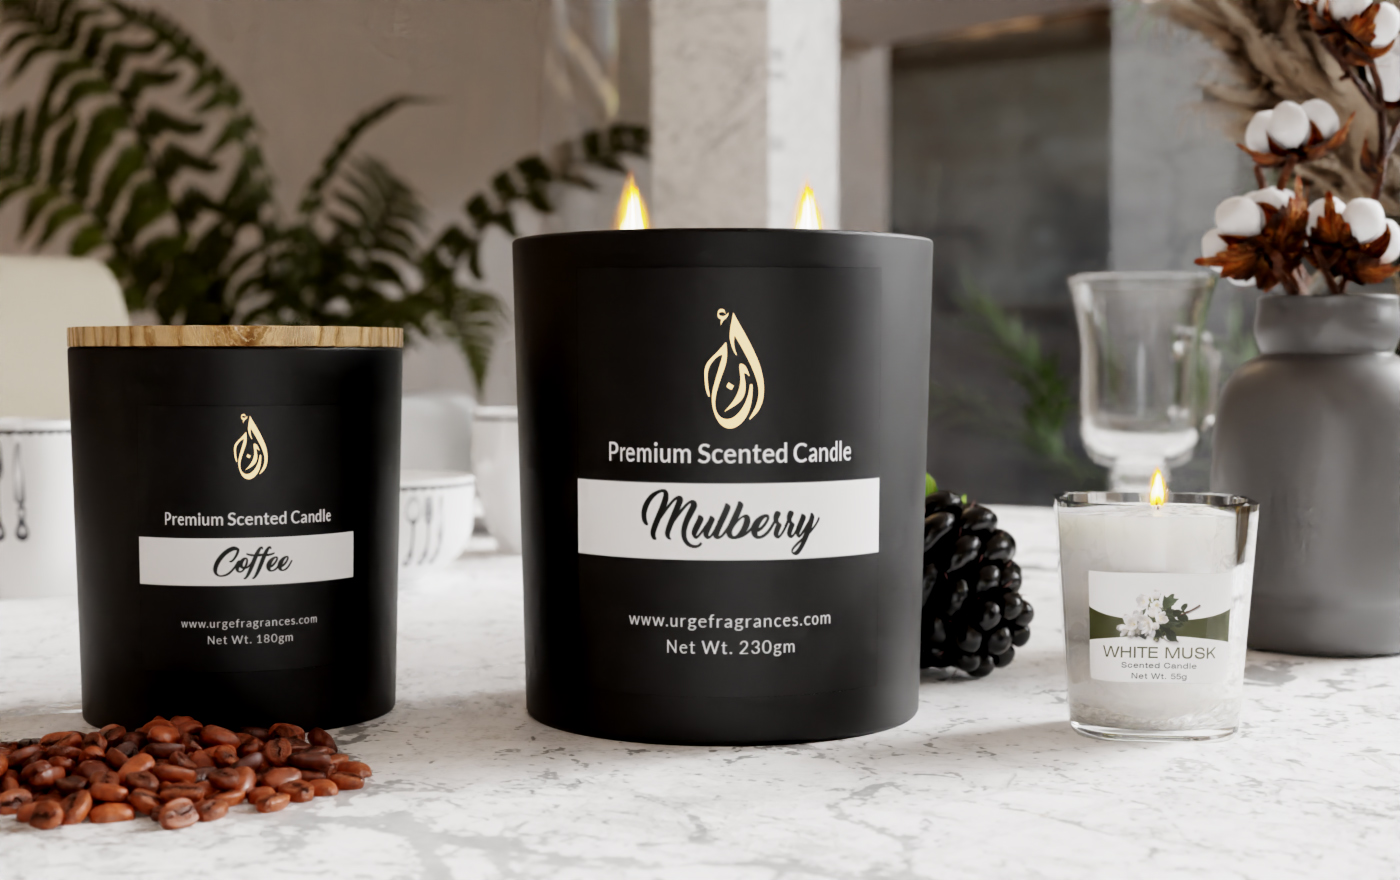 Premium Scented Candle
Coffee
www.urgefragrances.com
Net Wt. 180gm
Premium Scented Candle
Mulberry
www.urgefragrances.com
Net Wt. 230gm
WHITE MUSK
Scented Candle
Net Wt. 55g